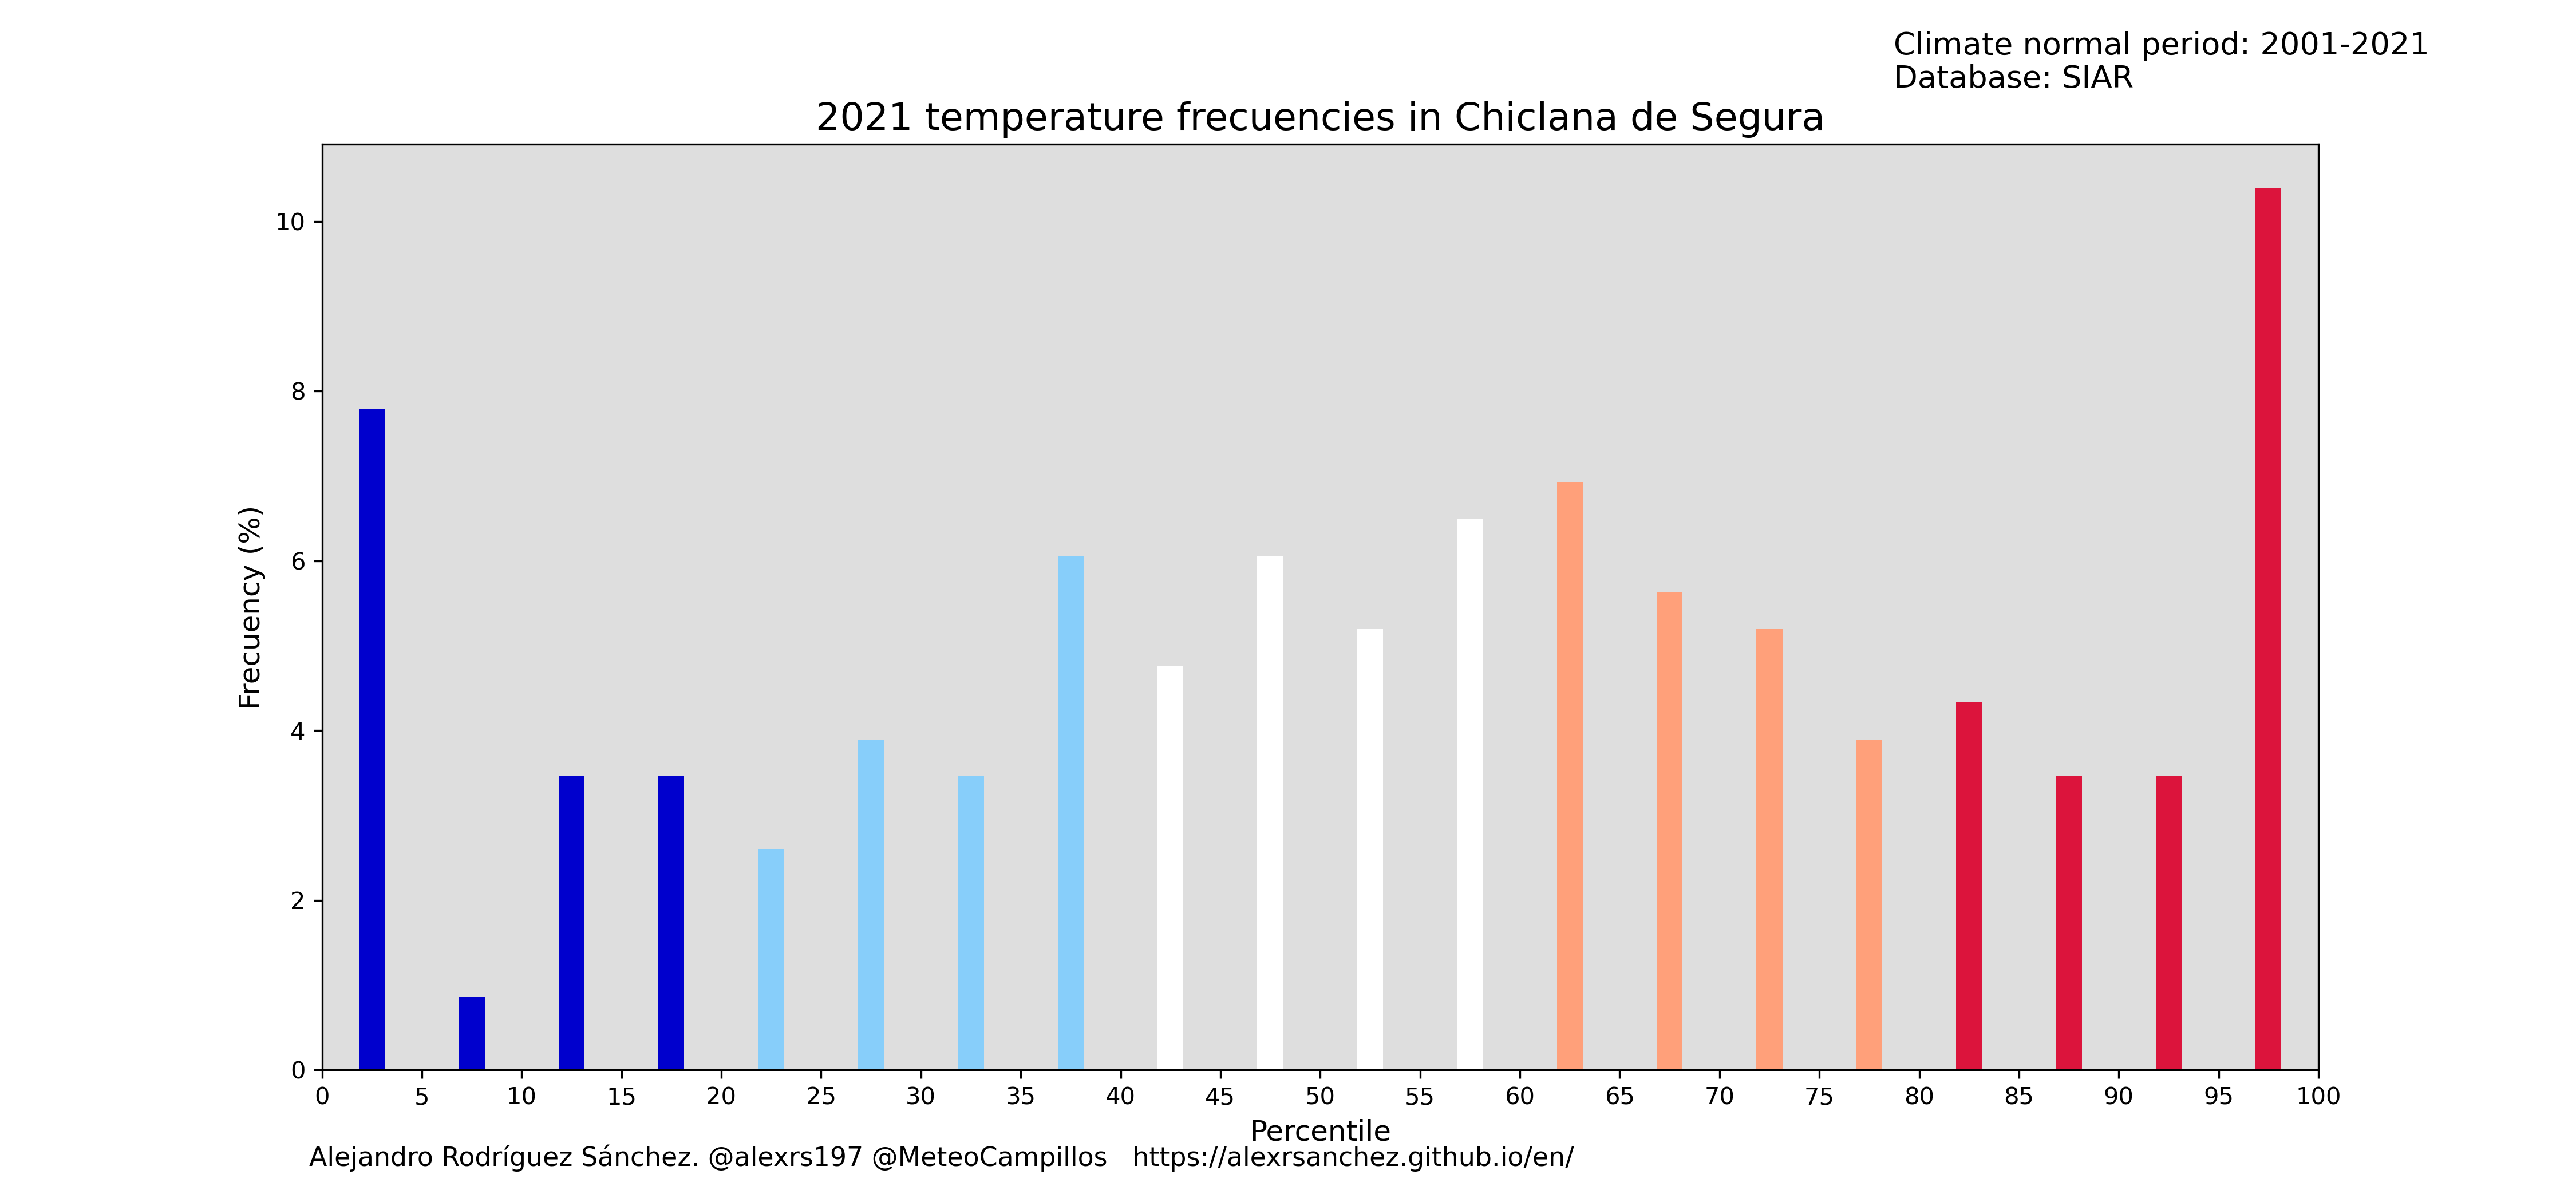 Climate normal period: 2001-2021
Database: SIAR
2021 temperature frecuencies in Chiclana de Segura
Frecuency (%)
10
8
6
4
2
0
0 5 10 15 20 25 30 35 40 45 50 55 60 65 70 75 80 85 90 95 100
Percentile
Alejandro Rodríguez Sánchez. @alexrs197 @MeteoCampillos https://alexrsanchez.github.io/en/